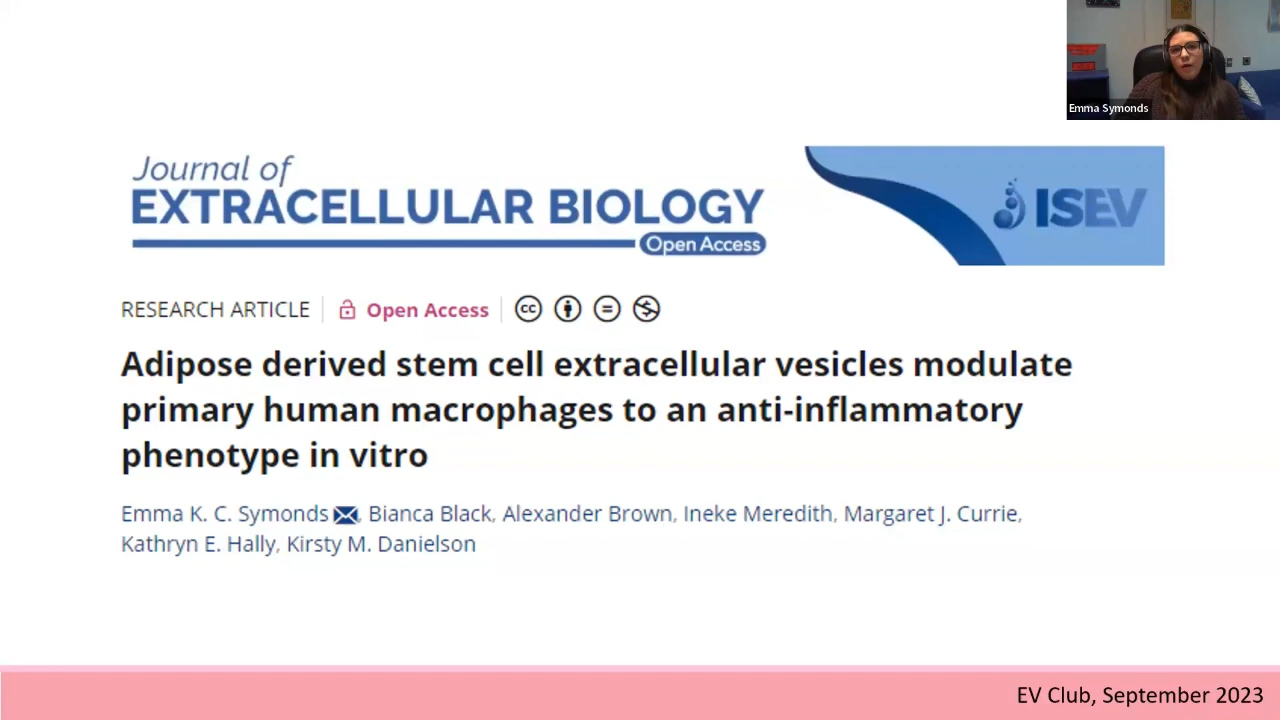 Emma Symonds
Journal of
EXTRACELLULAR BIOLOGY
Open Access
ISEV
RESEARCH ARTICLE Open Access cc
Adipose derived stem cell extracellular vesicles modulate
primary human macrophages to an anti-inflammatory
phenotype in vitro
Emma K. C. Symonds, Bianca Black, Alexander Brown, Ineke Meredith, Margaret J. Currie,
Kathryn E. Hally, Kirsty M. Danielson
EV Club, September 2023